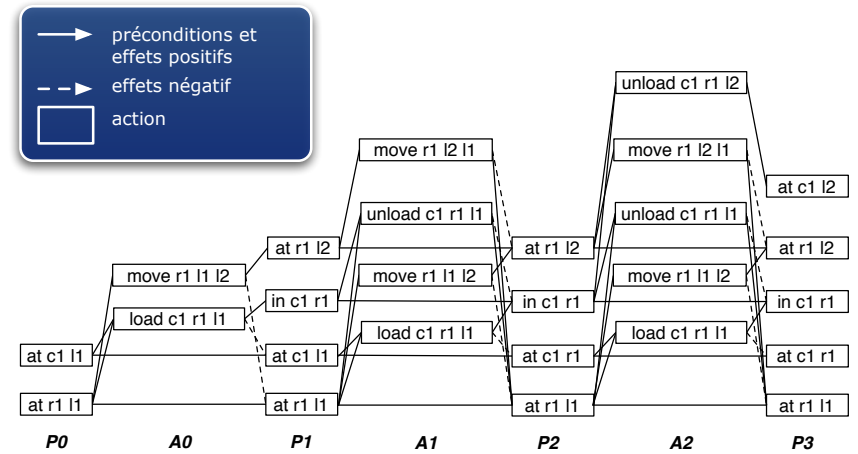 préconditions et
effets positifs
effets négatif
action
unload c1 r1 l2
move r1 l2 l1
move r1 l2 l1
at c1 l2
unload c1 r1 l1
unload c1 r1 l1
at r1 l2
at r1 l2
at r1 l2
move r1 l1 l2
move r1 l1 l2
move r1 l1 l2
in c1 r1
in c1 r1
in c1 r1
load c1 r1 l1
load c1 r1 l1
load c1 r1 l1
at c1 l1
at c1 l1
at c1 r1
at c1 r1
at r1 l1
at r1 l1
at r1 l1
at r1 l1
P0 A0 P1 A1 P2 A2 P3